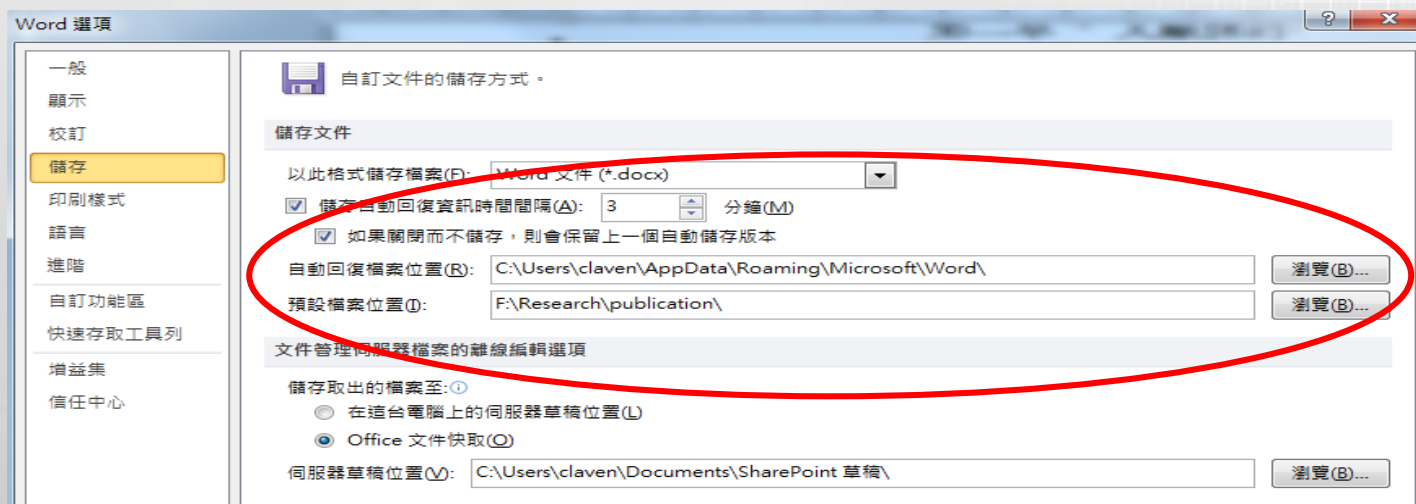 Word 選項
一般
顯示
校訂
儲存
印刷樣式
語言
進階
自訂功能區
快速存取工具列
增益集
信任中心
自訂文件的儲存方式。
儲存文件
以此格式儲存檔案(F): Word 文件 (*.docx)
儲存自動回復資訊時間間隔(A): 3 分鐘(M)
如果關閉而不儲存，則會保留上一個自動儲存版本
自動回復檔案位置(R): C:\Users\claven\AppData\Roaming\Microsoft\Word\ 瀏覽(B)...
預設檔案位置(I): F:\Research\publication\ 瀏覽(B)...
文件管理伺服器檔案的離線編輯選項
儲存取出的檔案至:
在這台電腦上的伺服器草稿位置(L)
Office 文件快取(O)
伺服器草稿位置(V): C:\Users\claven\Documents\SharePoint 草稿\ 瀏覽(B)...